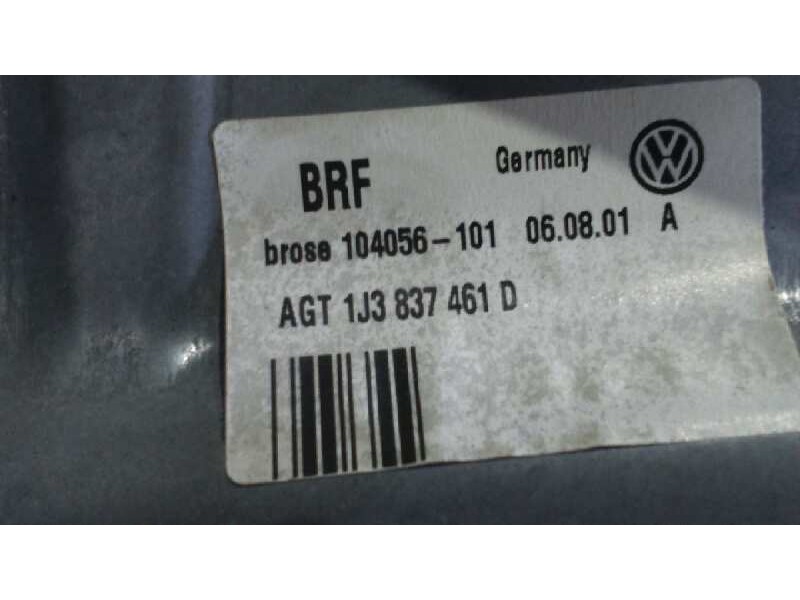 BRF Germany
brose 104056-101 06.08.01 A
AGT 1J3 837 461 D